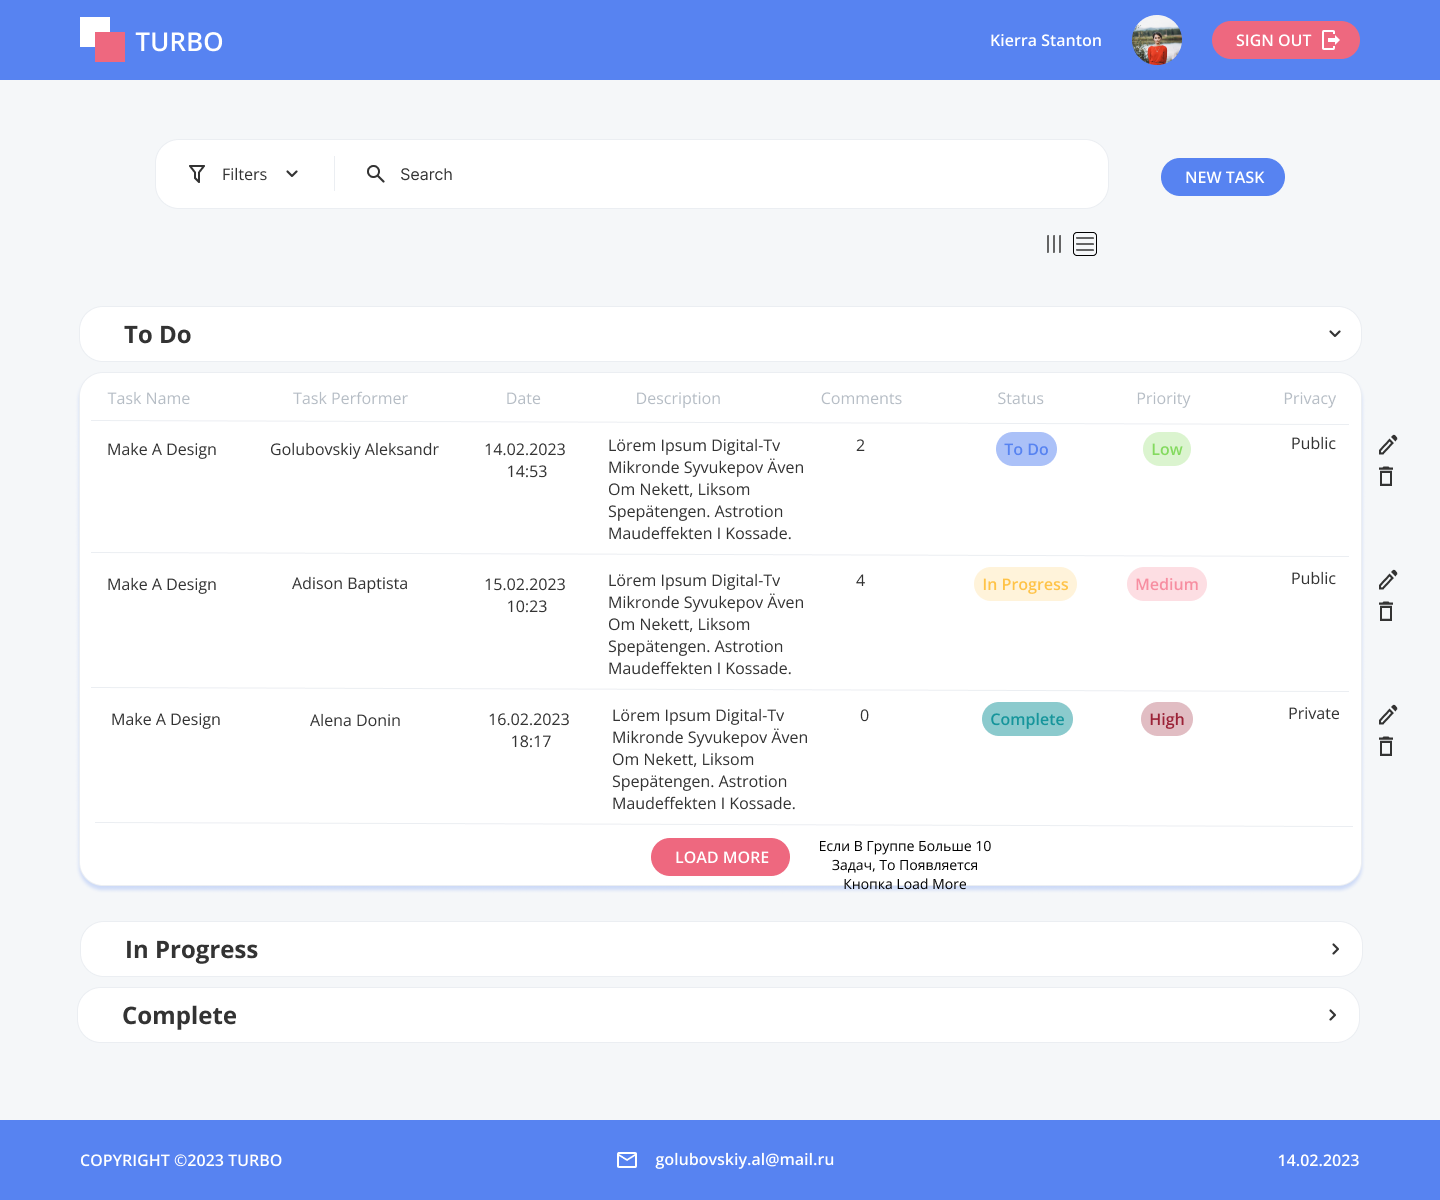 TURBO
Kierra Stanton
SIGN OUT
Filters
Search
NEW TASK
To Do
Task Name Task Performer Date Description Comments Status Priority Privacy
Make A Design
Golubovskiy Aleksandr
14.02.2023
14:53
Lörem Ipsum Digital-Tv
Mikronde Syvukepov Även
Om Nekett, Liksom
Spepätengen. Astrotion
Maudeffekten I Kossade.
2
To Do
Low
Public
Make A Design
Adison Baptista
15.02.2023
10:23
Lörem Ipsum Digital-Tv
Mikronde Syvukepov Även
Om Nekett, Liksom
Spepätengen. Astrotion
Maudeffekten I Kossade.
4
In Progress
Medium
Public
Make A Design
Alena Donin
16.02.2023
18:17
Lörem Ipsum Digital-Tv
Mikronde Syvukepov Även
Om Nekett, Liksom
Spepätengen. Astrotion
Maudeffekten I Kossade.
0
Complete
High
Private
LOAD MORE
Если В Группе Больше 10
Задач, То Появляется
Кнопка Load More
In Progress
Complete
COPYRIGHT ©2023 TURBO
golubovskiy.al@mail.ru
14.02.2023